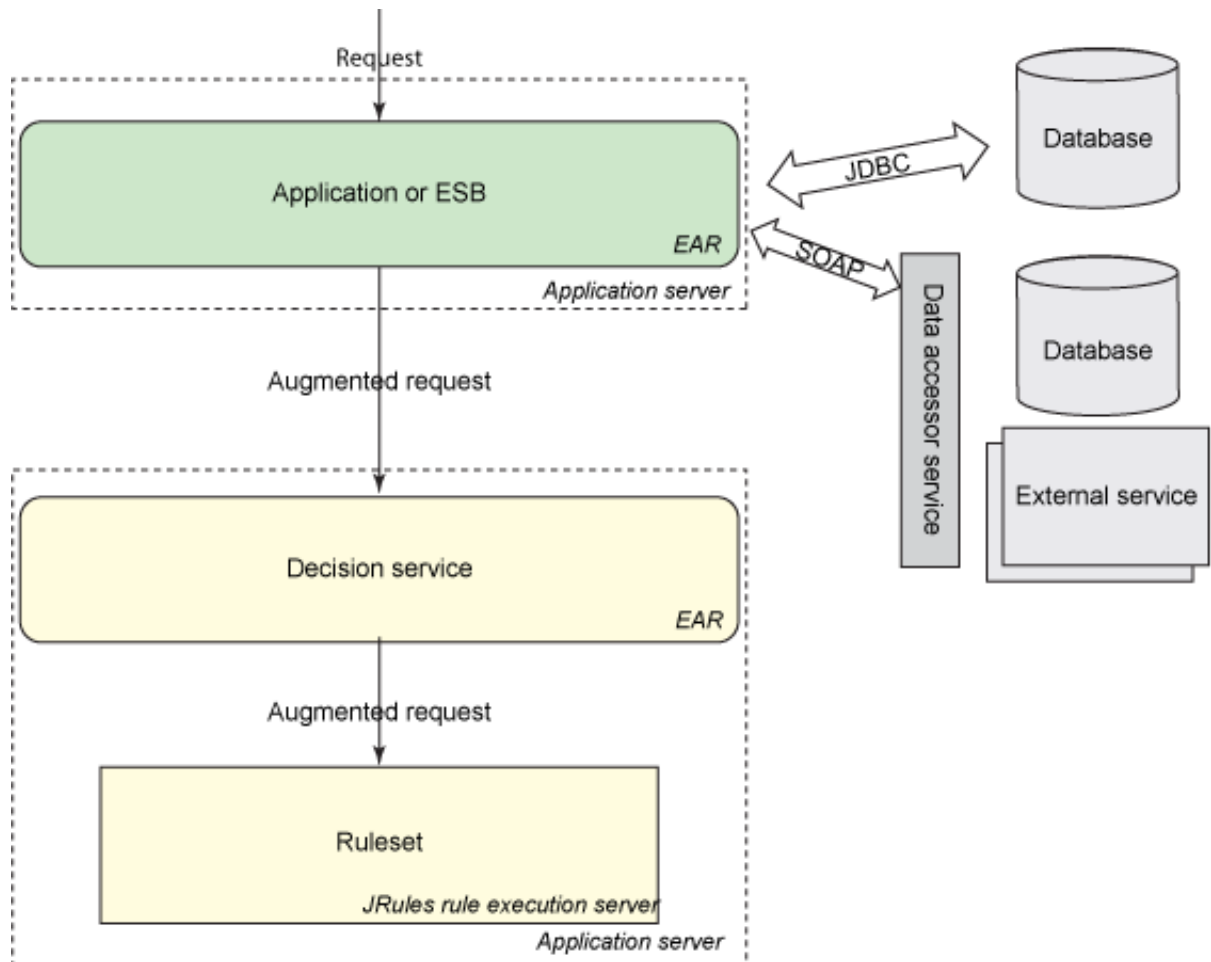 Request
Application or ESB
EAR
Application server
JDBC
Database
SOAP
Data accessor service
Database
External service
Augmented request
Decision service
EAR
Augmented request
Ruleset
JRules rule execution server
Application server